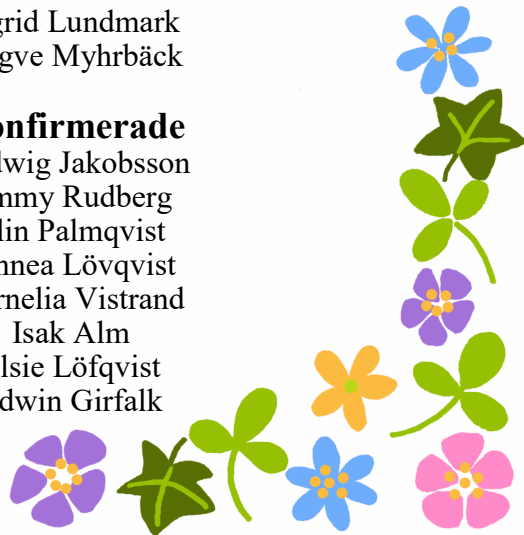 grid Lundmark
gve Myhrbäck
onfirmerade
dwig Jakobsson
mmy Rudberg
lin Palmqvist
nnea Lövqvist
rnelia Vistrand
Isak Alm
lsie Löfqvist
dwin Girfalk